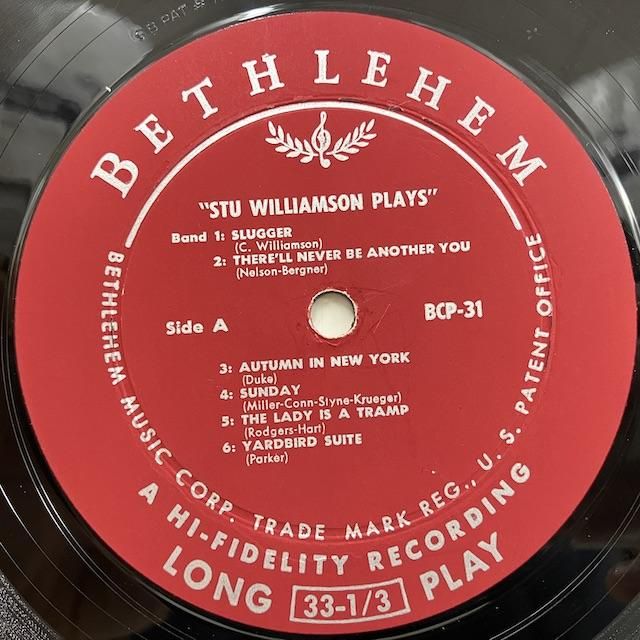 BETHLEHEM
"STU WILLIAMSON PLAYS"
Band 1: SLUGGER
(C. Williamson)
2: THERE'LL NEVER BE ANOTHER YOU
(Nelson-Bergner)
Side A
BCP-31
3: AUTUMN IN NEW YORK
(Duke)
4: SUNDAY
(Miller-Conn-Styne-Krueger)
5: THE LADY IS A TRAMP
(Rodgers-Hart)
6: YARDBIRD SUITE
(Parker)
BETHLEHEM MUSIC CORP. TRADE MARK REG., U. S. PATENT OFFICE
A HI-FIDELITY RECORDING
LONG 33-1/3 PLAY